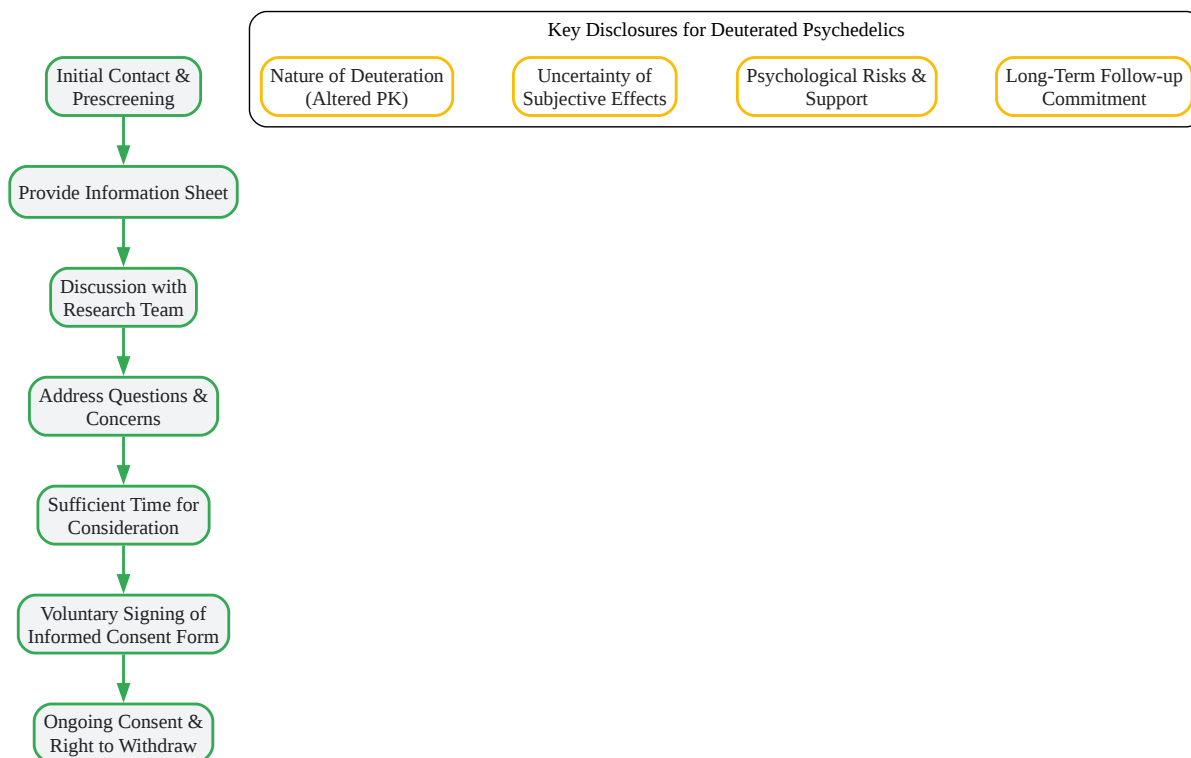 Key Disclosures for Deuterated Psychedelics
Nature of Deuteration
(Altered PK)
Uncertainty of
Subjective Effects
Psychological Risks &
Support
Long-Term Follow-up
Commitment
Initial Contact &
Prescreening
Provide Information Sheet
Discussion with
Research Team
Address Questions &
Concerns
Sufficient Time for
Consideration
Voluntary Signing of
Informed Consent Form
Ongoing Consent &
Right to Withdraw